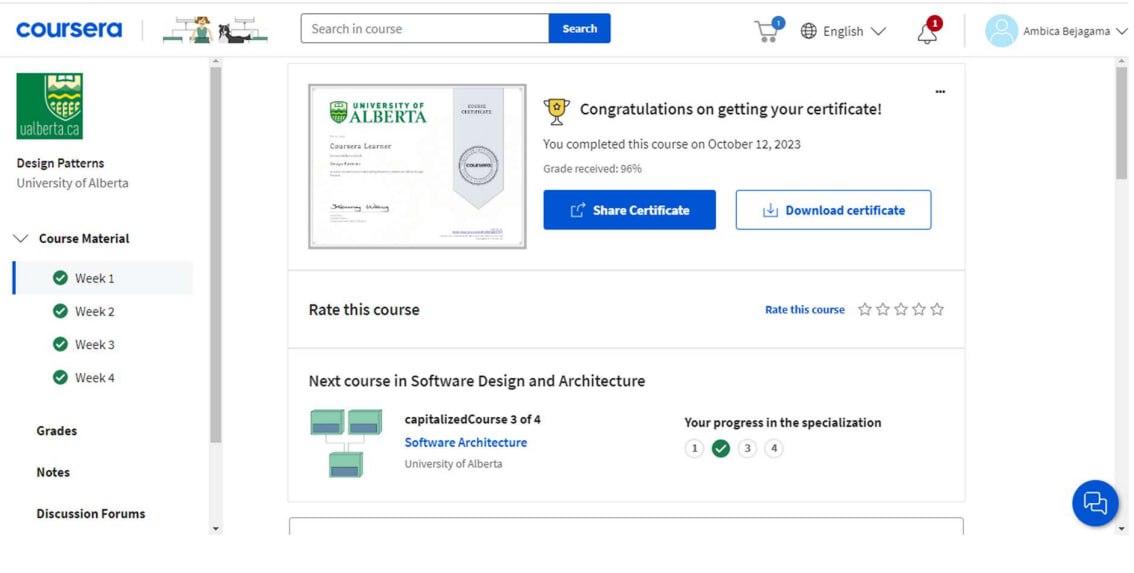 coursera
Search in course
Search
1
English
1
Ambica Bejagama
ualberta.ca
Design Patterns
University of Alberta
Course Material
Week 1
Week 2
Week 3
Week 4
Grades
Notes
Discussion Forums
UNIVERSITY OF
ALBERTA
COURSE
CERTIFICATE
Coursera Learner
Design Patterns
coursera
Congratulations on getting your certificate!
You completed this course on October 12, 2023
Grade received: 96%
Share Certificate
Download certificate
Rate this course
Rate this course
Next course in Software Design and Architecture
capitalizedCourse 3 of 4
Software Architecture
University of Alberta
Your progress in the specialization
1 3 4